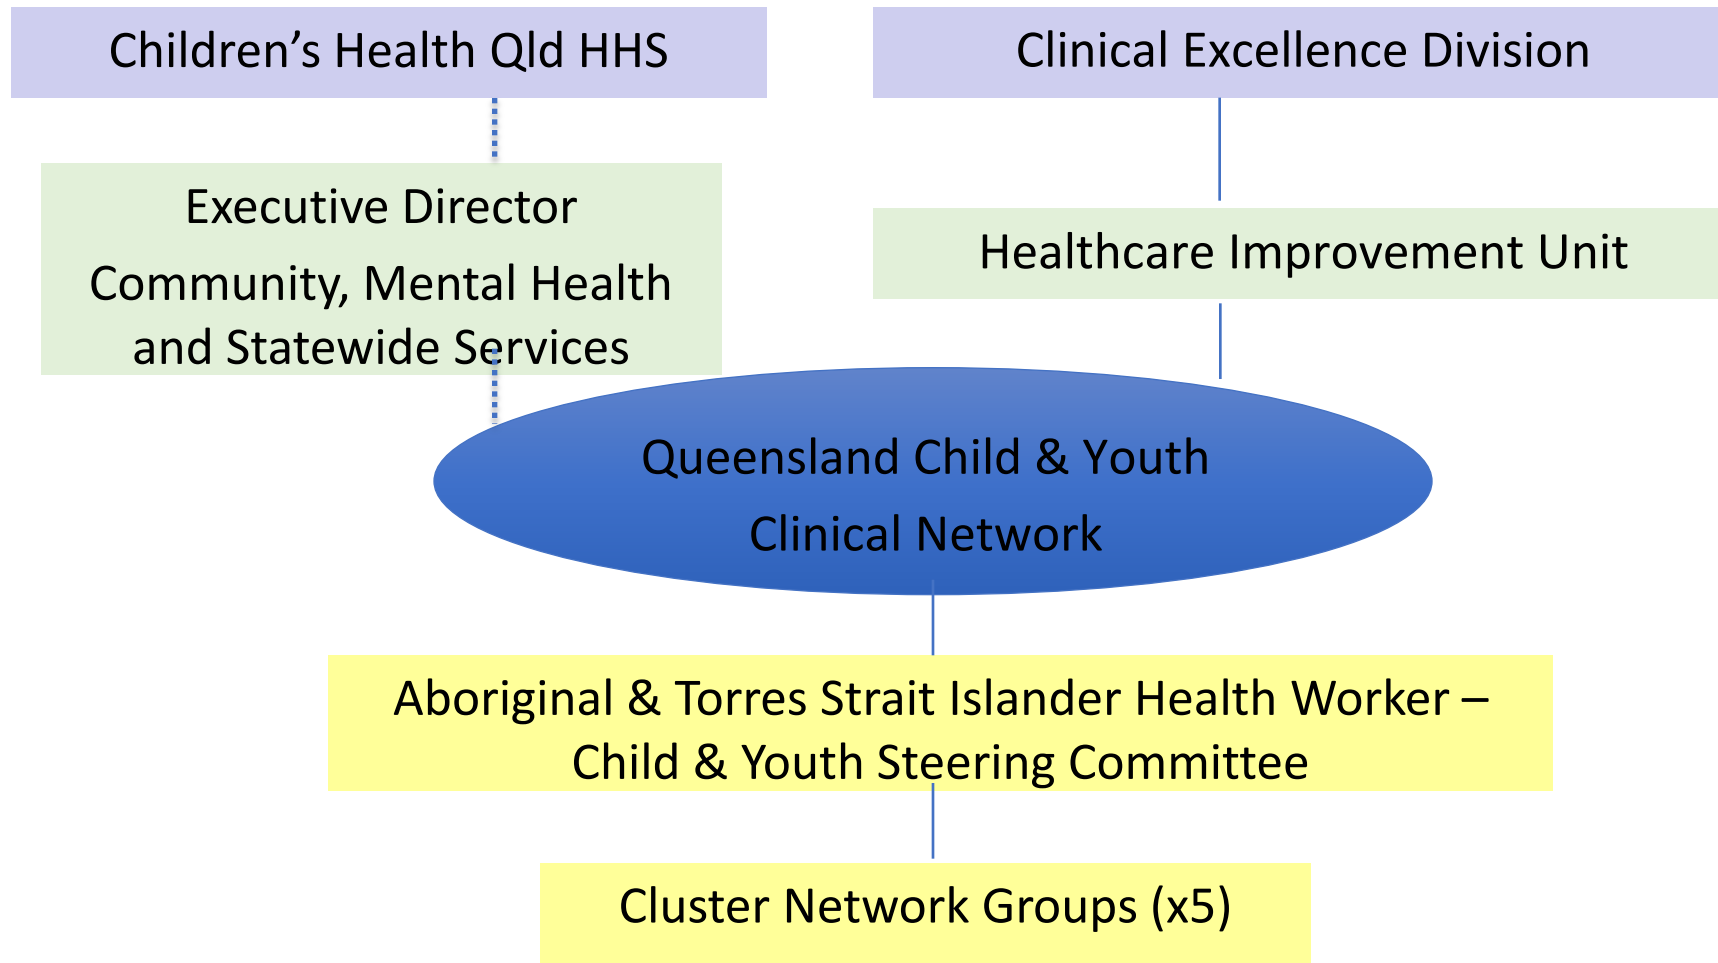 Children’s Health Qld HHS
Clinical Excellence Division
Executive Director
Community, Mental Health
and Statewide Services
Healthcare Improvement Unit
Queensland Child & Youth
Clinical Network
Aboriginal & Torres Strait Islander Health Worker –
Child & Youth Steering Committee
Cluster Network Groups (x5)